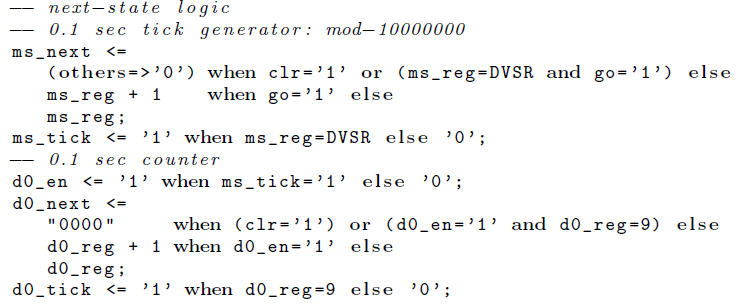 —— next-state logic
—— 0.1 sec tick generator: mod-10000000
ms_next <=
(others=>'0') when clr='1' or (ms_reg=DVSR and go='1') else
ms_reg + 1 when go='1' else
ms_reg;
ms_tick <= '1' when ms_reg=DVSR else '0';
—— 0.1 sec counter
d0_en <= '1' when ms_tick='1' else '0';
d0_next <=
"0000" when (clr='1') or (d0_en='1' and d0_reg=9) else
d0_reg + 1 when d0_en='1' else
d0_reg;
d0_tick <= '1' when d0_reg=9 else '0';